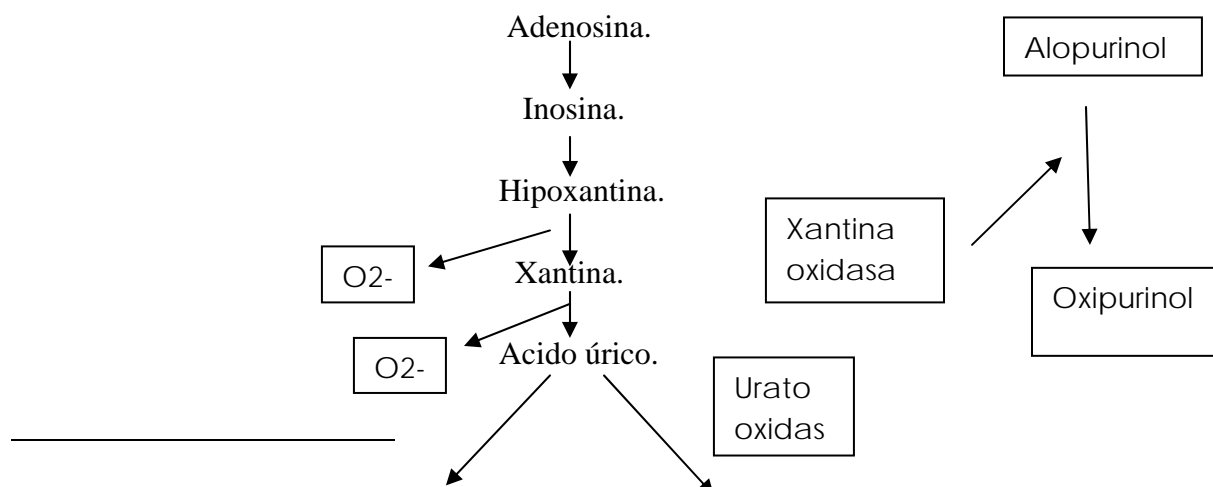 Adenosina.
Alopurinol
Inosina.
Hipoxantina.
Xantina
oxidasa
O2-
Xantina.
Oxipurinol
O2-
Acido úrico.
Urato
oxidas